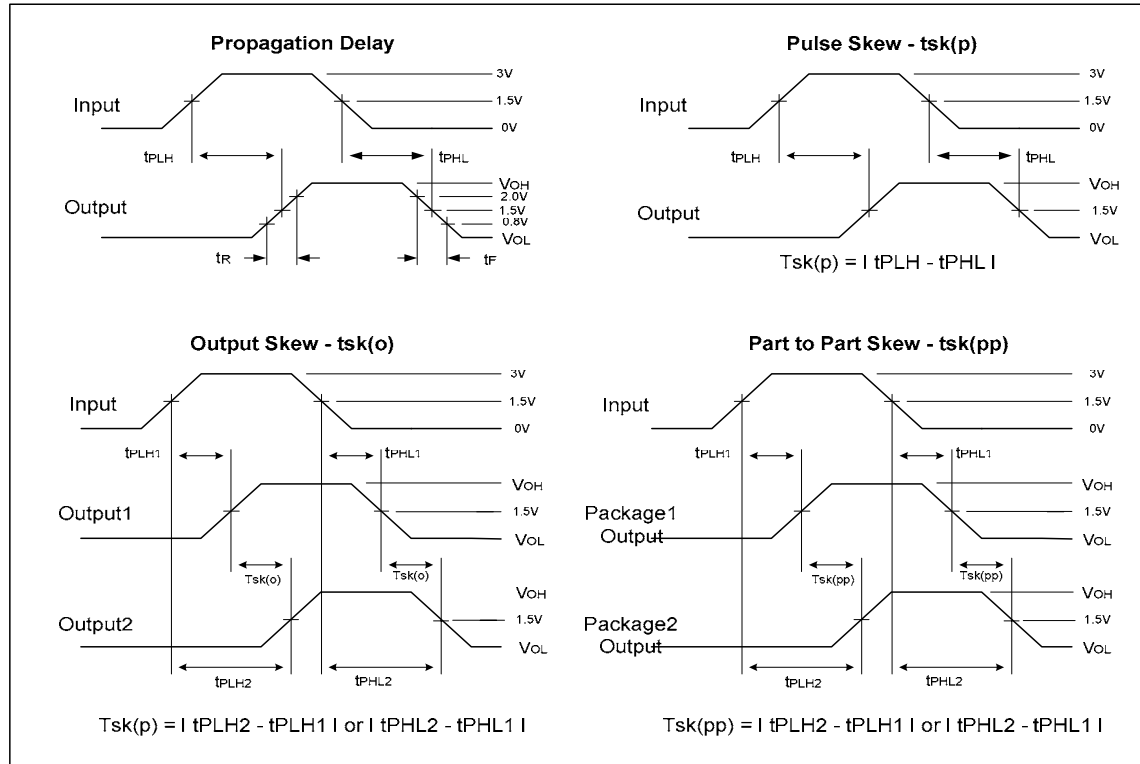 Propagation Delay
Input
3V
1.5V
0V
tPLH
tPHL
Output
VOH
2.0V
1.5V
0.8V
VOL
tR
tF
Pulse Skew - tsk(p)
Input
3V
1.5V
0V
tPLH
tPHL
Output
VOH
1.5V
VOL
Tsk(p) = I tPLH - tPHL I
Output Skew - tsk(o)
Input
3V
1.5V
0V
tPLH1
tPHL1
Output1
VOH
1.5V
VOL
Tsk(o)
Tsk(o)
Output2
VOH
1.5V
VOL
tPLH2
tPHL2
Tsk(p) = I tPLH2 - tPLH1 I or I tPHL2 - tPHL1 I
Part to Part Skew - tsk(pp)
Input
3V
1.5V
0V
tPLH1
tPHL1
Package1
Output
VOH
1.5V
VOL
Tsk(pp)
Tsk(pp)
Package2
Output
VOH
1.5V
VOL
tPLH2
tPHL2
Tsk(pp) = I tPLH2 - tPLH1 I or I tPHL2 - tPHL1 I